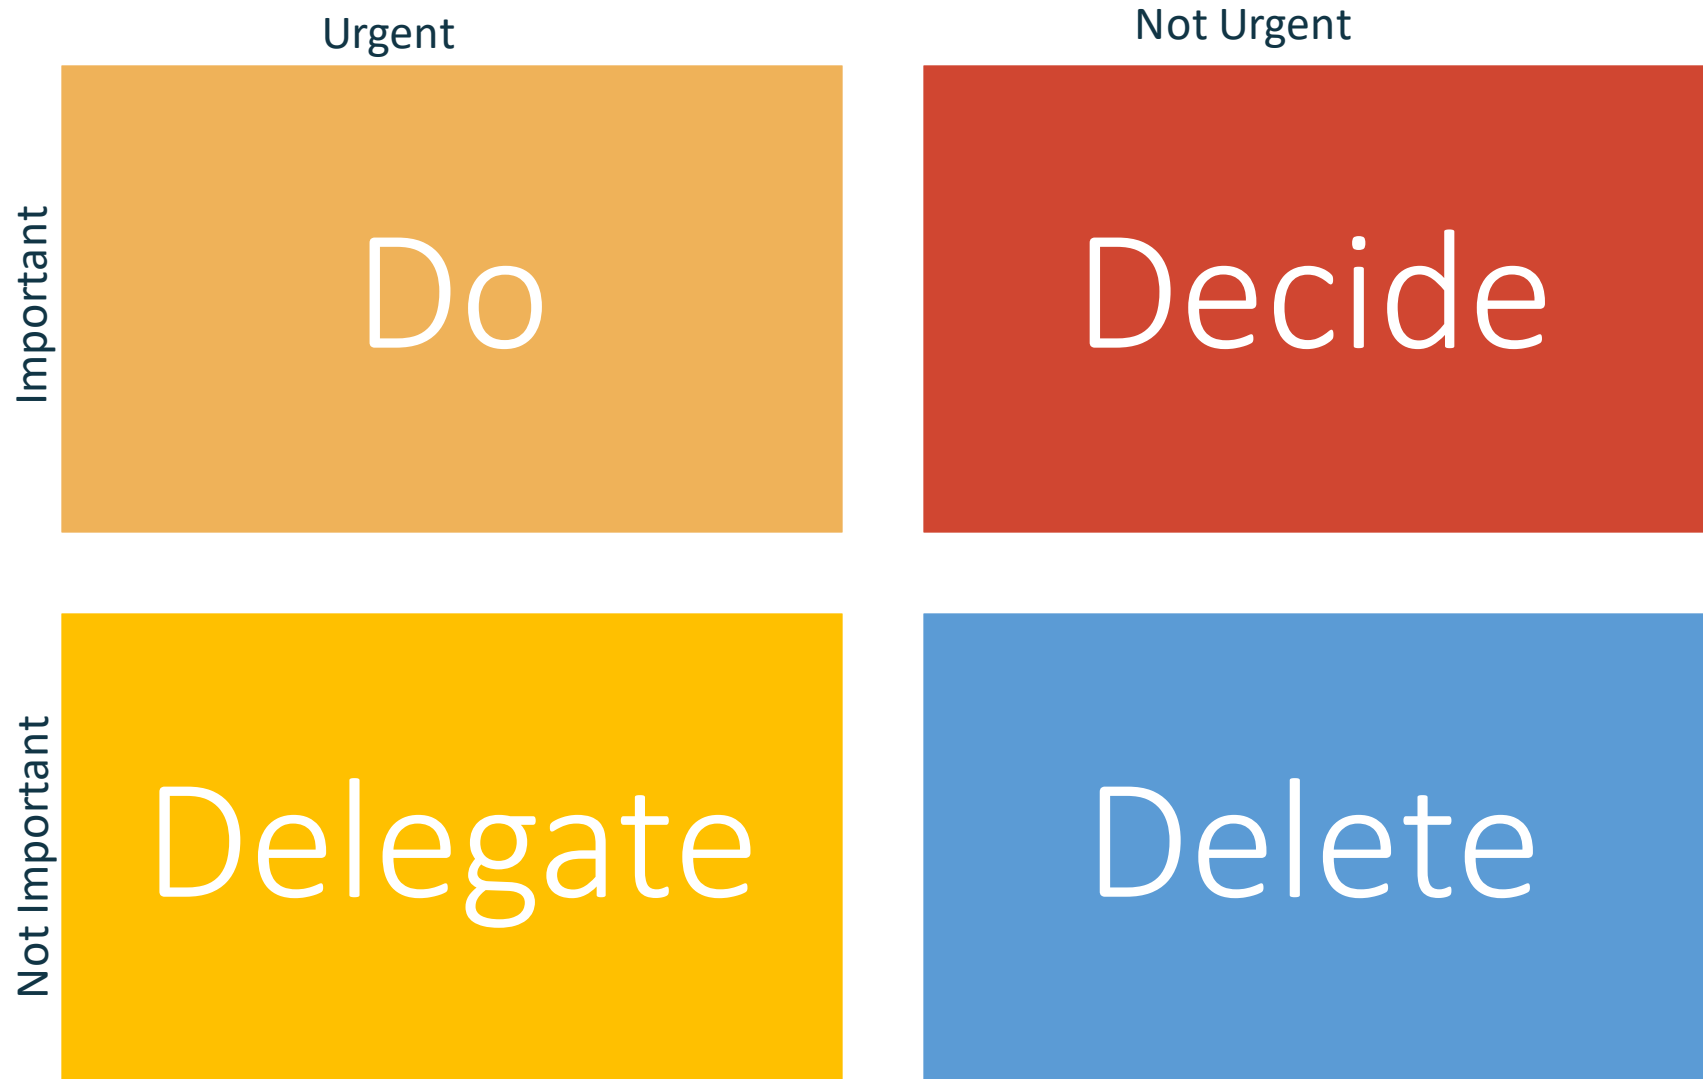 Urgent
Not Urgent
Important
Do
Decide
Not Important
Delegate
Delete